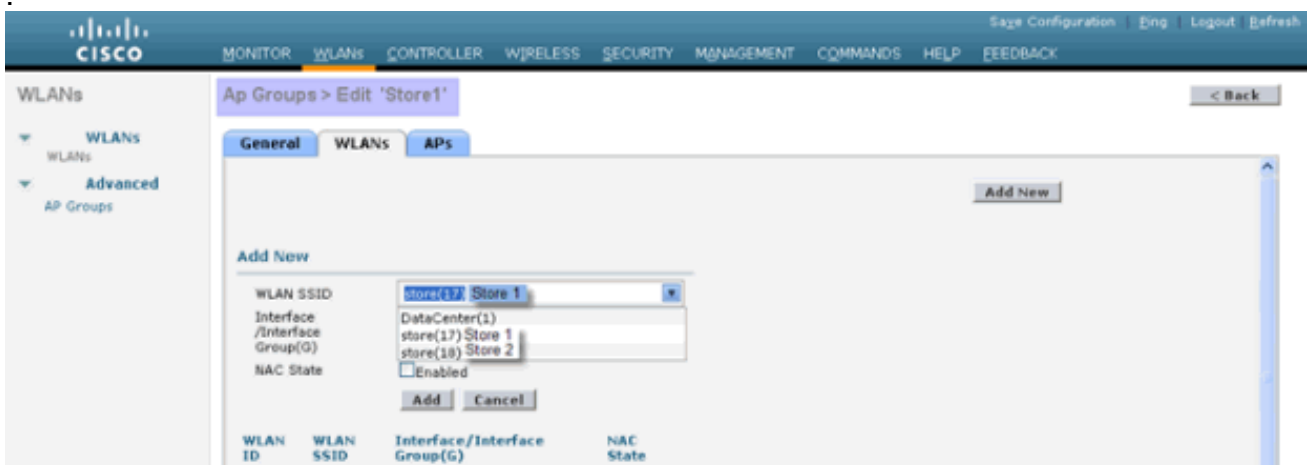 .
Save Configuration | Ping | Logout | Refresh
CISCO
MONITOR WLANs CONTROLLER WIRELESS SECURITY MANAGEMENT COMMANDS HELP FEEDBACK
WLANs
Ap Groups > Edit 'Store1'
< Back
WLANs
WLANs
Advanced
AP Groups
General WLANs APs
Add New
Add New
WLAN SSID
store(17) Store 1
Interface
/Interface
Group(G)
DataCenter(1)
store(17) Store 1
store(18) Store 2
NAC State
Enabled
Add Cancel
WLAN ID
WLAN SSID
Interface/Interface Group(G)
NAC State